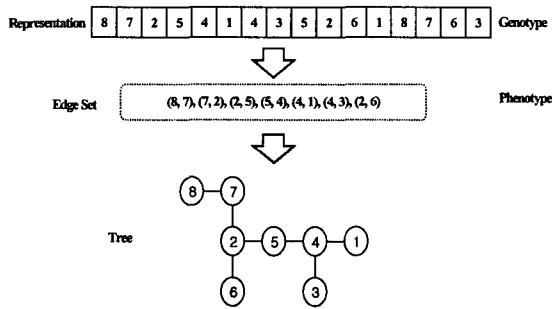 Representation 8 7 2 5 4 1 4 3 5 2 6 1 8 7 6 3 Genotype
Edge Set (8, 7), (7, 2), (2, 5), (5, 4), (4, 1), (4, 3), (2, 6) Phenotype
8 7
Tree 2 5 4 1
6 3